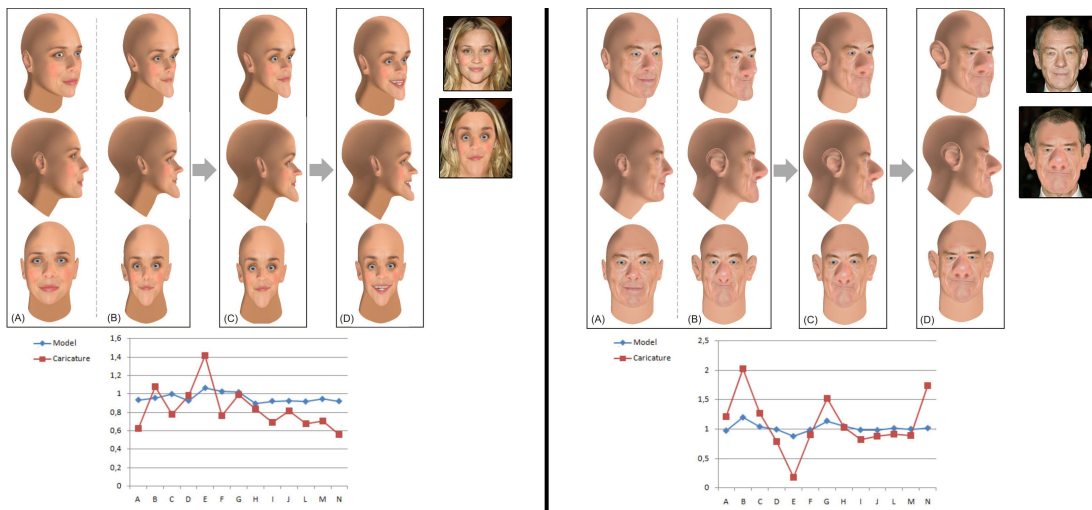 (A)
(B)
(C)
(D)
Model
Caricature
1,6
1,4
1,2
1
0,8
0,6
0,4
0,2
0
A B C D E F G H I J L M N
(A)
(B)
(C)
(D)
Model
Caricature
2,5
2
1,5
1
0,5
0
A B C D E F G H I J L M N